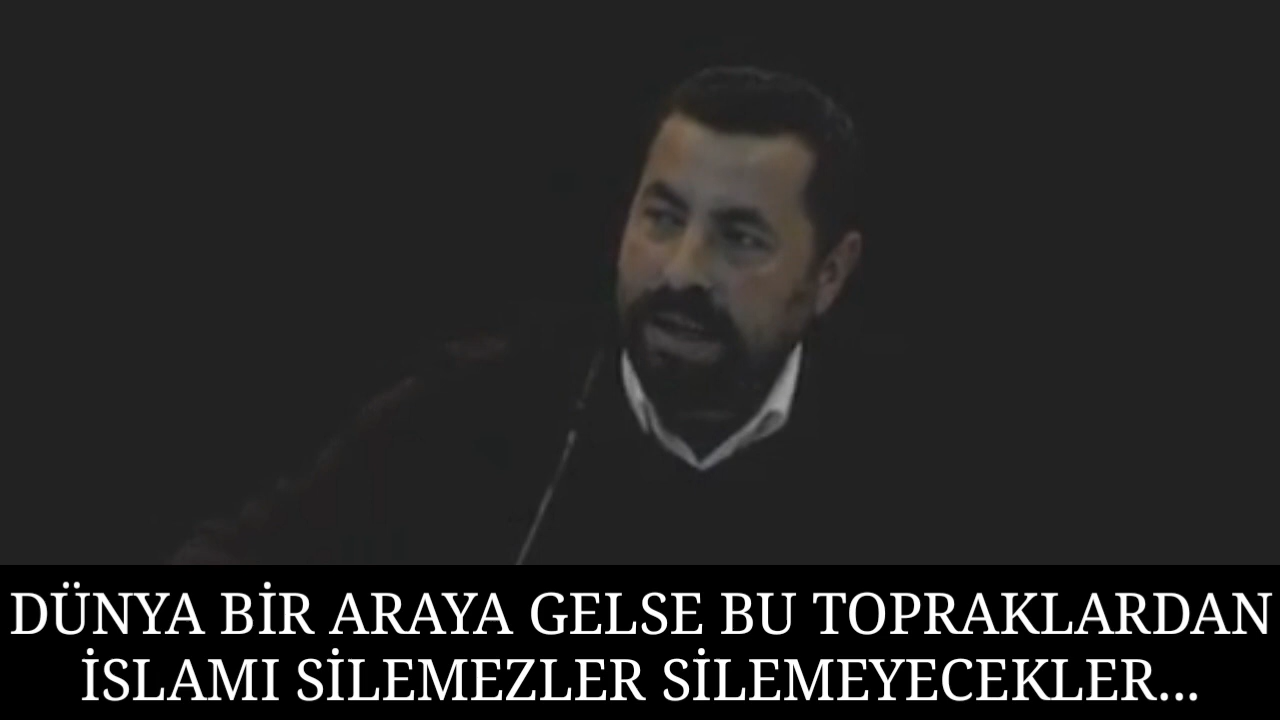 DÜNYA BİR ARAYA GELSE BU TOPRAKLARDAN
İSLAMI SİLEMEZLER SİLEMEYECEKLER...